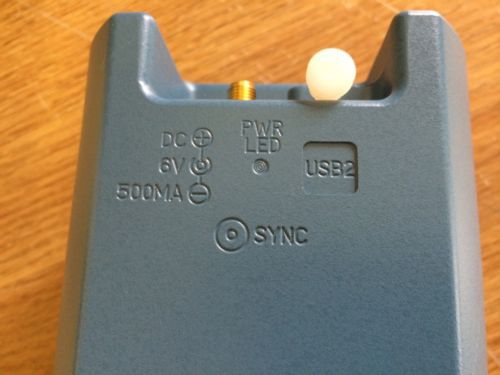 DC
6V
500MA
PWR
LED
USB2
SYNC